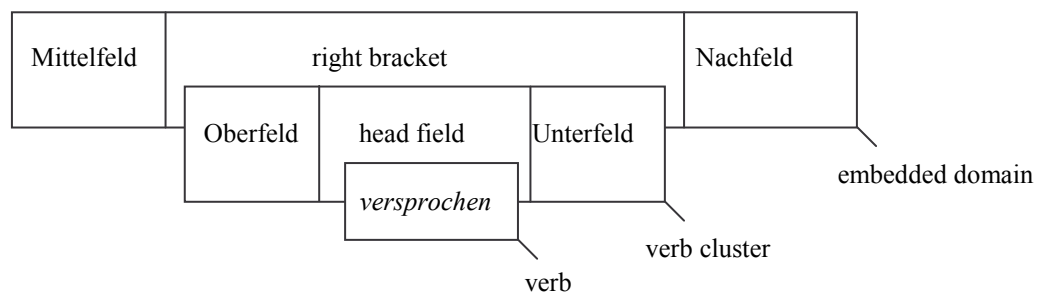 Mittelfeld right bracket Nachfeld
Oberfeld head field Unterfeld
embedded domain
versprochen
verb cluster
verb